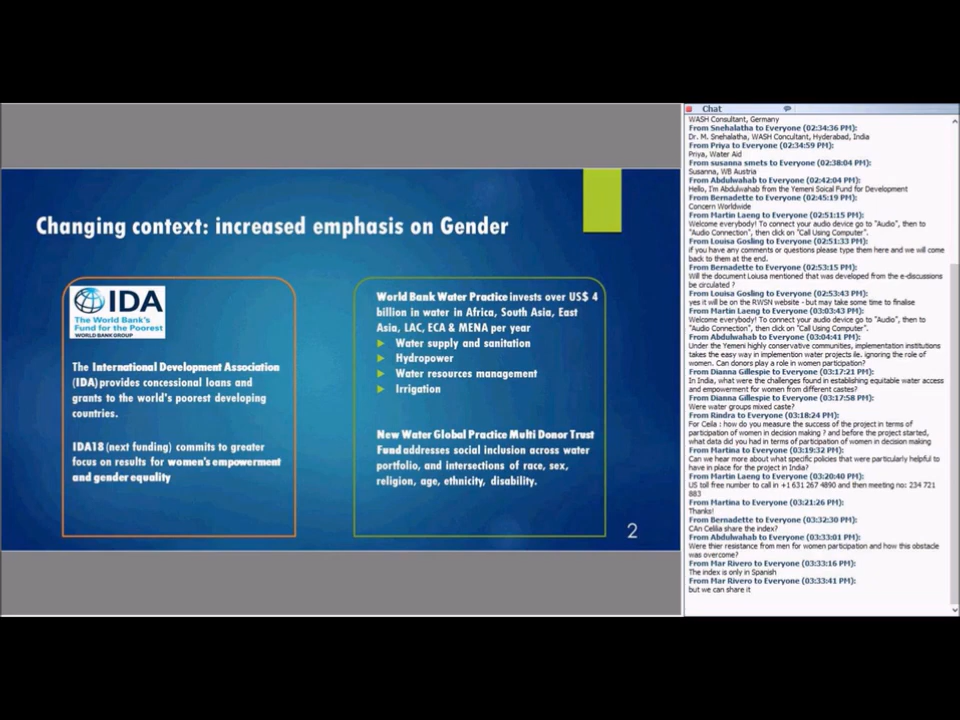 Changing context: increased emphasis on Gender
IDA
The World Bank's
Fund for the Poorest
WORLD BANK GROUP
The International Development Association
(IDA) provides concessional loans and
grants to the world's poorest developing
countries.
IDA18 (next funding) commits to greater
focus on results for women's empowerment
and gender equality
World Bank Water Practice invests over US$ 4
billion in water in Africa, South Asia, East
Asia, LAC, ECA & MENA per year
Water supply and sanitation
Hydropower
Water resources management
Irrigation
New Water Global Practice Multi Donor Trust
Fund addresses social inclusion across water
portfolio, and intersections of race, sex,
religion, age, ethnicity, disability.
2
Chat
WASH Consultant, Germany
From Snehalatha to Everyone (02:34:36 PM):
Dr. M. Snehalatha, WASH Concultant, Hyderabad, India
From Priya to Everyone (02:34:59 PM):
Priya, Water Aid
From susanna smets to Everyone (02:38:04 PM):
Susanna, WB Austria
From Abdulwahab to Everyone (02:42:04 PM):
Hello, I'm Abdulwahab from the Yemeni Soical Fund for Development
From Bernadette to Everyone (02:45:19 PM):
Concern Worldwide
From Martin Laeng to Everyone (02:51:15 PM):
Welcome everybody! To connect your audio device go to "Audio", then to
"Audio Connection", then click on "Call Using Computer".
From Louisa Gosling to Everyone (02:51:33 PM):
if you have any comments or questions please type them here and we will come
back to them at the end.
From Bernadette to Everyone (02:53:15 PM):
Will the document Loiusa mentioned that was developed from the e-discussions
be circulated ?
From Louisa Gosling to Everyone (02:53:43 PM):
yes it will be on the RWSN website - but may take some time to finalise
From Martin Laeng to Everyone (03:03:43 PM):
Welcome everybody! To connect your audio device go to "Audio", then to
"Audio Connection", then click on "Call Using Computer".
From Abdulwahab to Everyone (03:04:41 PM):
Under the Yemeni highly conservative communities, implementation institutions
takes the easy way in implemention water projects ie. ignoring the role of
women. Can donors play a role in women participation?
From Dianna Gillespie to Everyone (03:17:21 PM):
In India, what were the challenges found in establishing equitable water access
and empowerment for women from different castes?
From Dianna Gillespie to Everyone (03:17:58 PM):
Were water groups mixed caste?
From Rindra to Everyone (03:18:24 PM):
For Ceila : how do you measure the success of the project in terms of
participation of women in decision making ? and before the project started,
what data did you had in terms of participation of women in decision making
From Martina to Everyone (03:19:32 PM):
Can we hear more about what specific policies that were particularly helpful to
have in place for the project in India?
From Martin Laeng to Everyone (03:20:40 PM):
US toll free number to call in +1 631 267 4890 and then meeting no: 234 721
883
From Martina to Everyone (03:21:26 PM):
Thanks!
From Bernadette to Everyone (03:32:30 PM):
CAn Celilia share the index?
From Abdulwahab to Everyone (03:33:01 PM):
Were thier resistance from men for women participation and how this obstacle
was overcome?
From Mar Rivero to Everyone (03:33:16 PM):
The index is only in Spanish
From Mar Rivero to Everyone (03:33:41 PM):
but we can share it